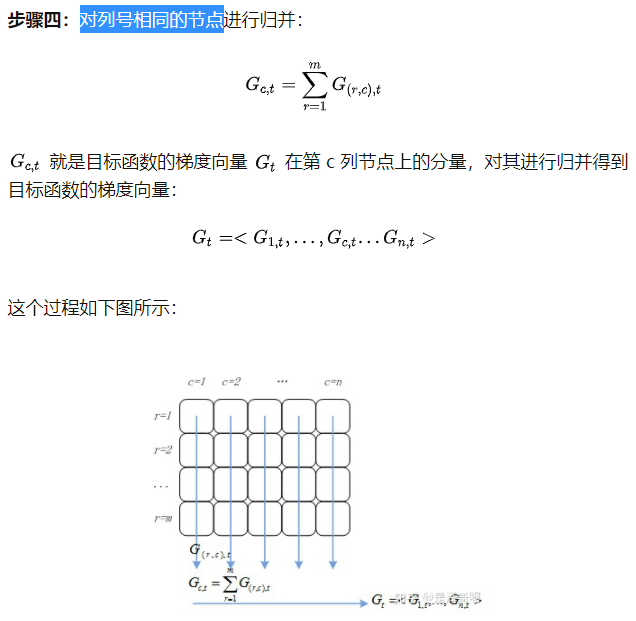 步骤四：对列号相同的节点进行归并：
$G_{c,t} = \sum_{r=1}^{m} G_{(r,c),t}$
$G_{c,t}$ 就是目标函数的梯度向量 $G_t$ 在第 c 列节点上的分量，对其进行归并得到
目标函数的梯度向量：
$G_t = <G_{1,t}, \ldots, G_{c,t} \ldots G_{n,t}>$
这个过程如下图所示：
c=1 c=2 ... c=n
r=1
r=2
...
r=m
$G_{(r,c),t}$
$G_{c,t} = \sum_{r=1}^{m} G_{(r,c),t}$
$G_t = <G_{1,t}, \ldots, G_{n,t}>$